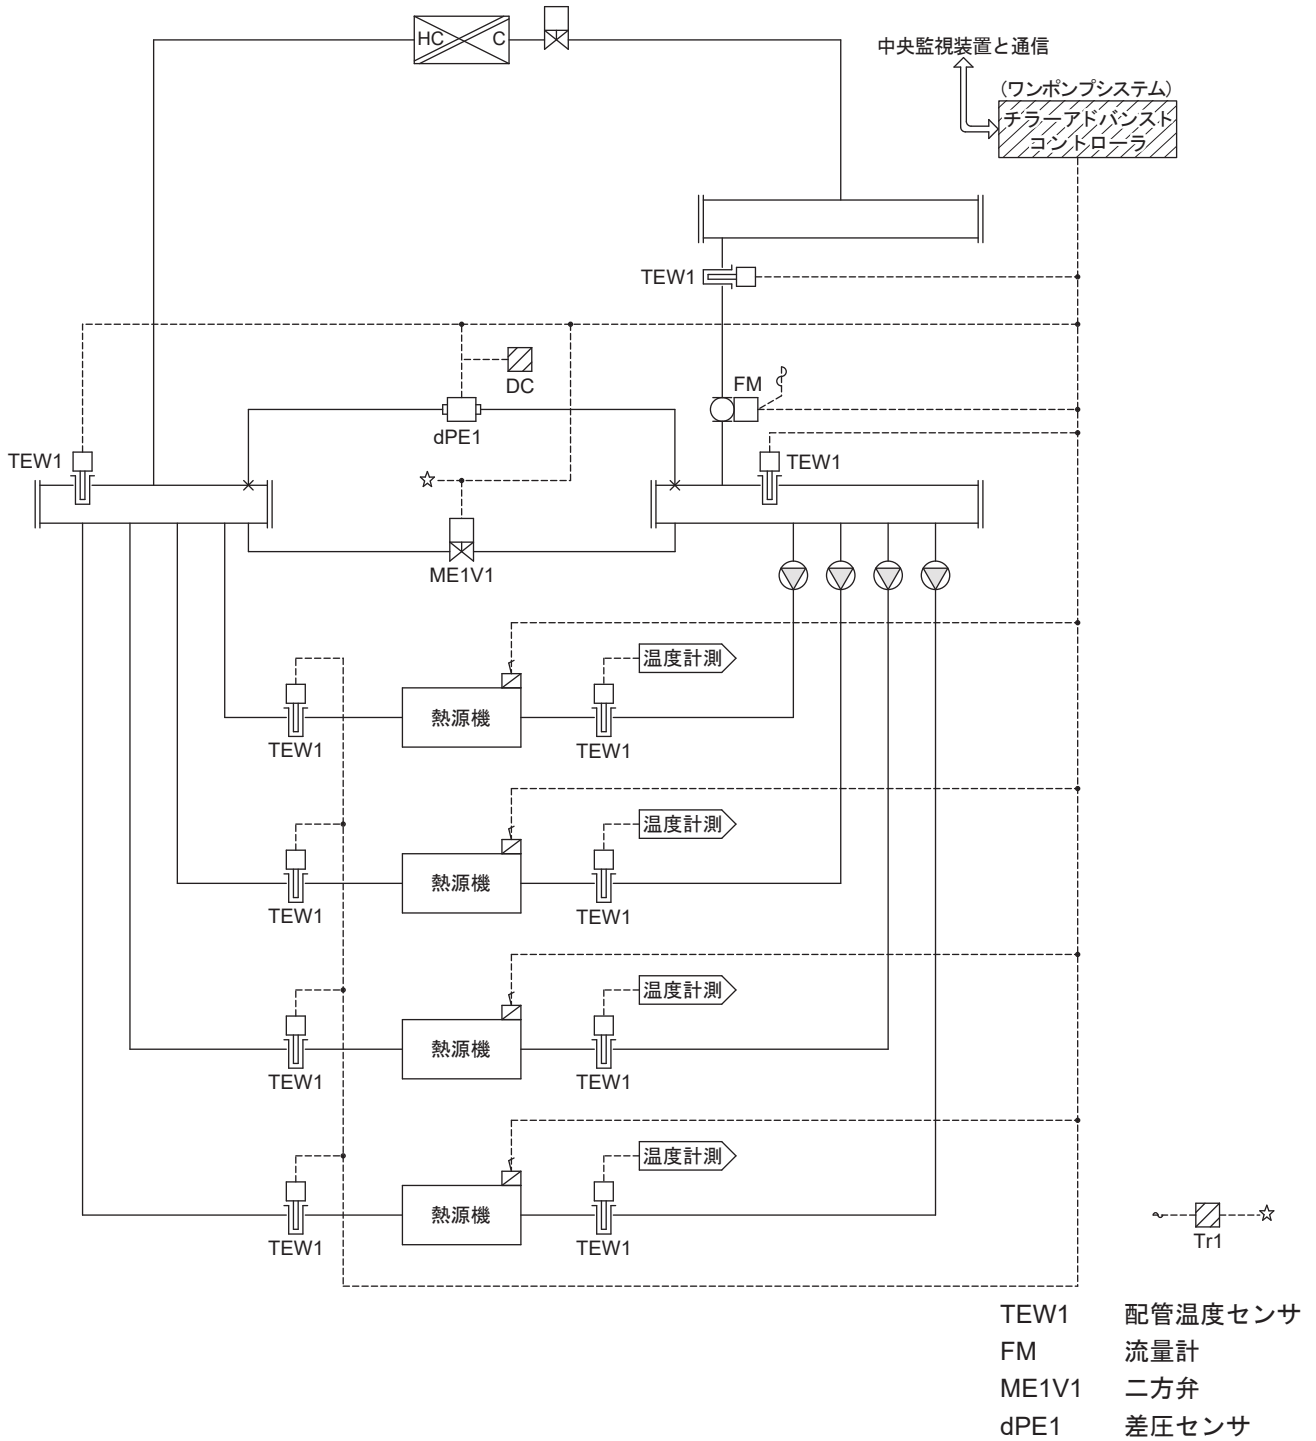 HC C
中央監視装置と通信
(ワンポンプシステム)
チラーアドバンスト
コントローラ
TEW1
DC
FM
dPE1
TEW1
TEW1
ME1V1
温度計測
熱源機
TEW1
TEW1
温度計測
熱源機
TEW1
TEW1
温度計測
熱源機
TEW1
TEW1
温度計測
熱源機
TEW1
TEW1
Tr1
TEW1 配管温度センサ
FM 流量計
ME1V1 二方弁
dPE1 差圧センサ